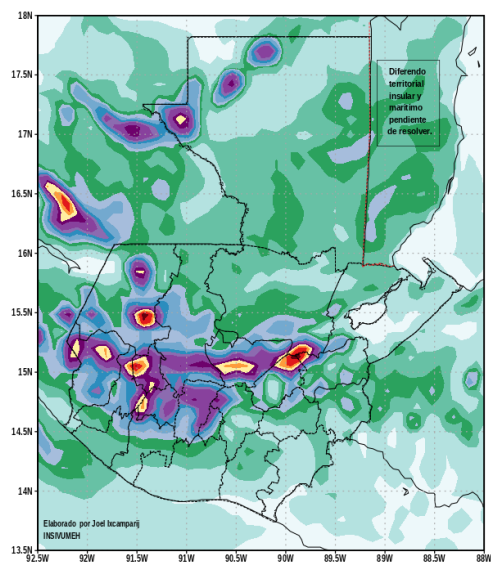 18N
17.5N
17N
16.5N
16N
15.5N
15N
14.5N
14N
13.5N
Diferendo
territorial
insular y
marítimo
pendiente
de resolver.
Elaborado por Joel Ixcamparij
INSIVUMEH
92.5W 92W 91.5W 91W 90.5W 90W 89.5W 89W 88.5W 88W